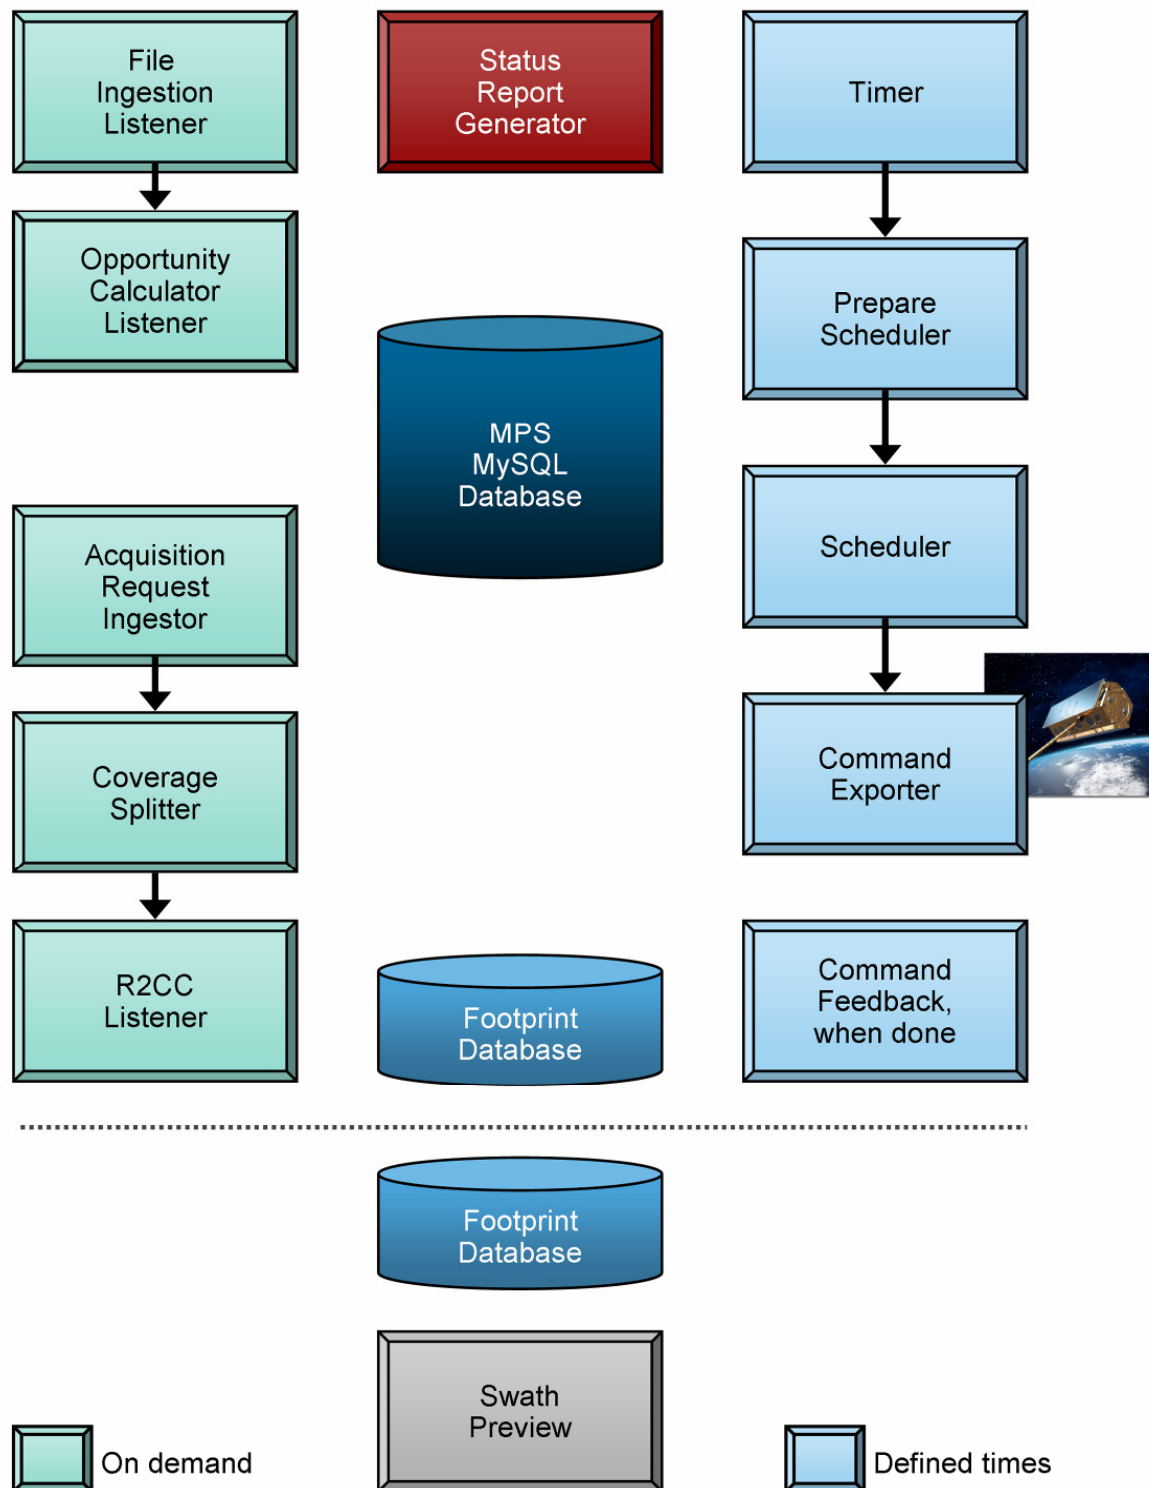 File
Ingestion
Listener
Status
Report
Generator
Timer
Opportunity
Calculator
Listener
Prepare
Scheduler
MPS
MySQL
Database
Scheduler
Acquisition
Request
Ingestor
Coverage
Splitter
Command
Exporter
R2CC
Listener
Footprint
Database
Command
Feedback,
when done
Footprint
Database
Swath
Preview
On demand
Defined times